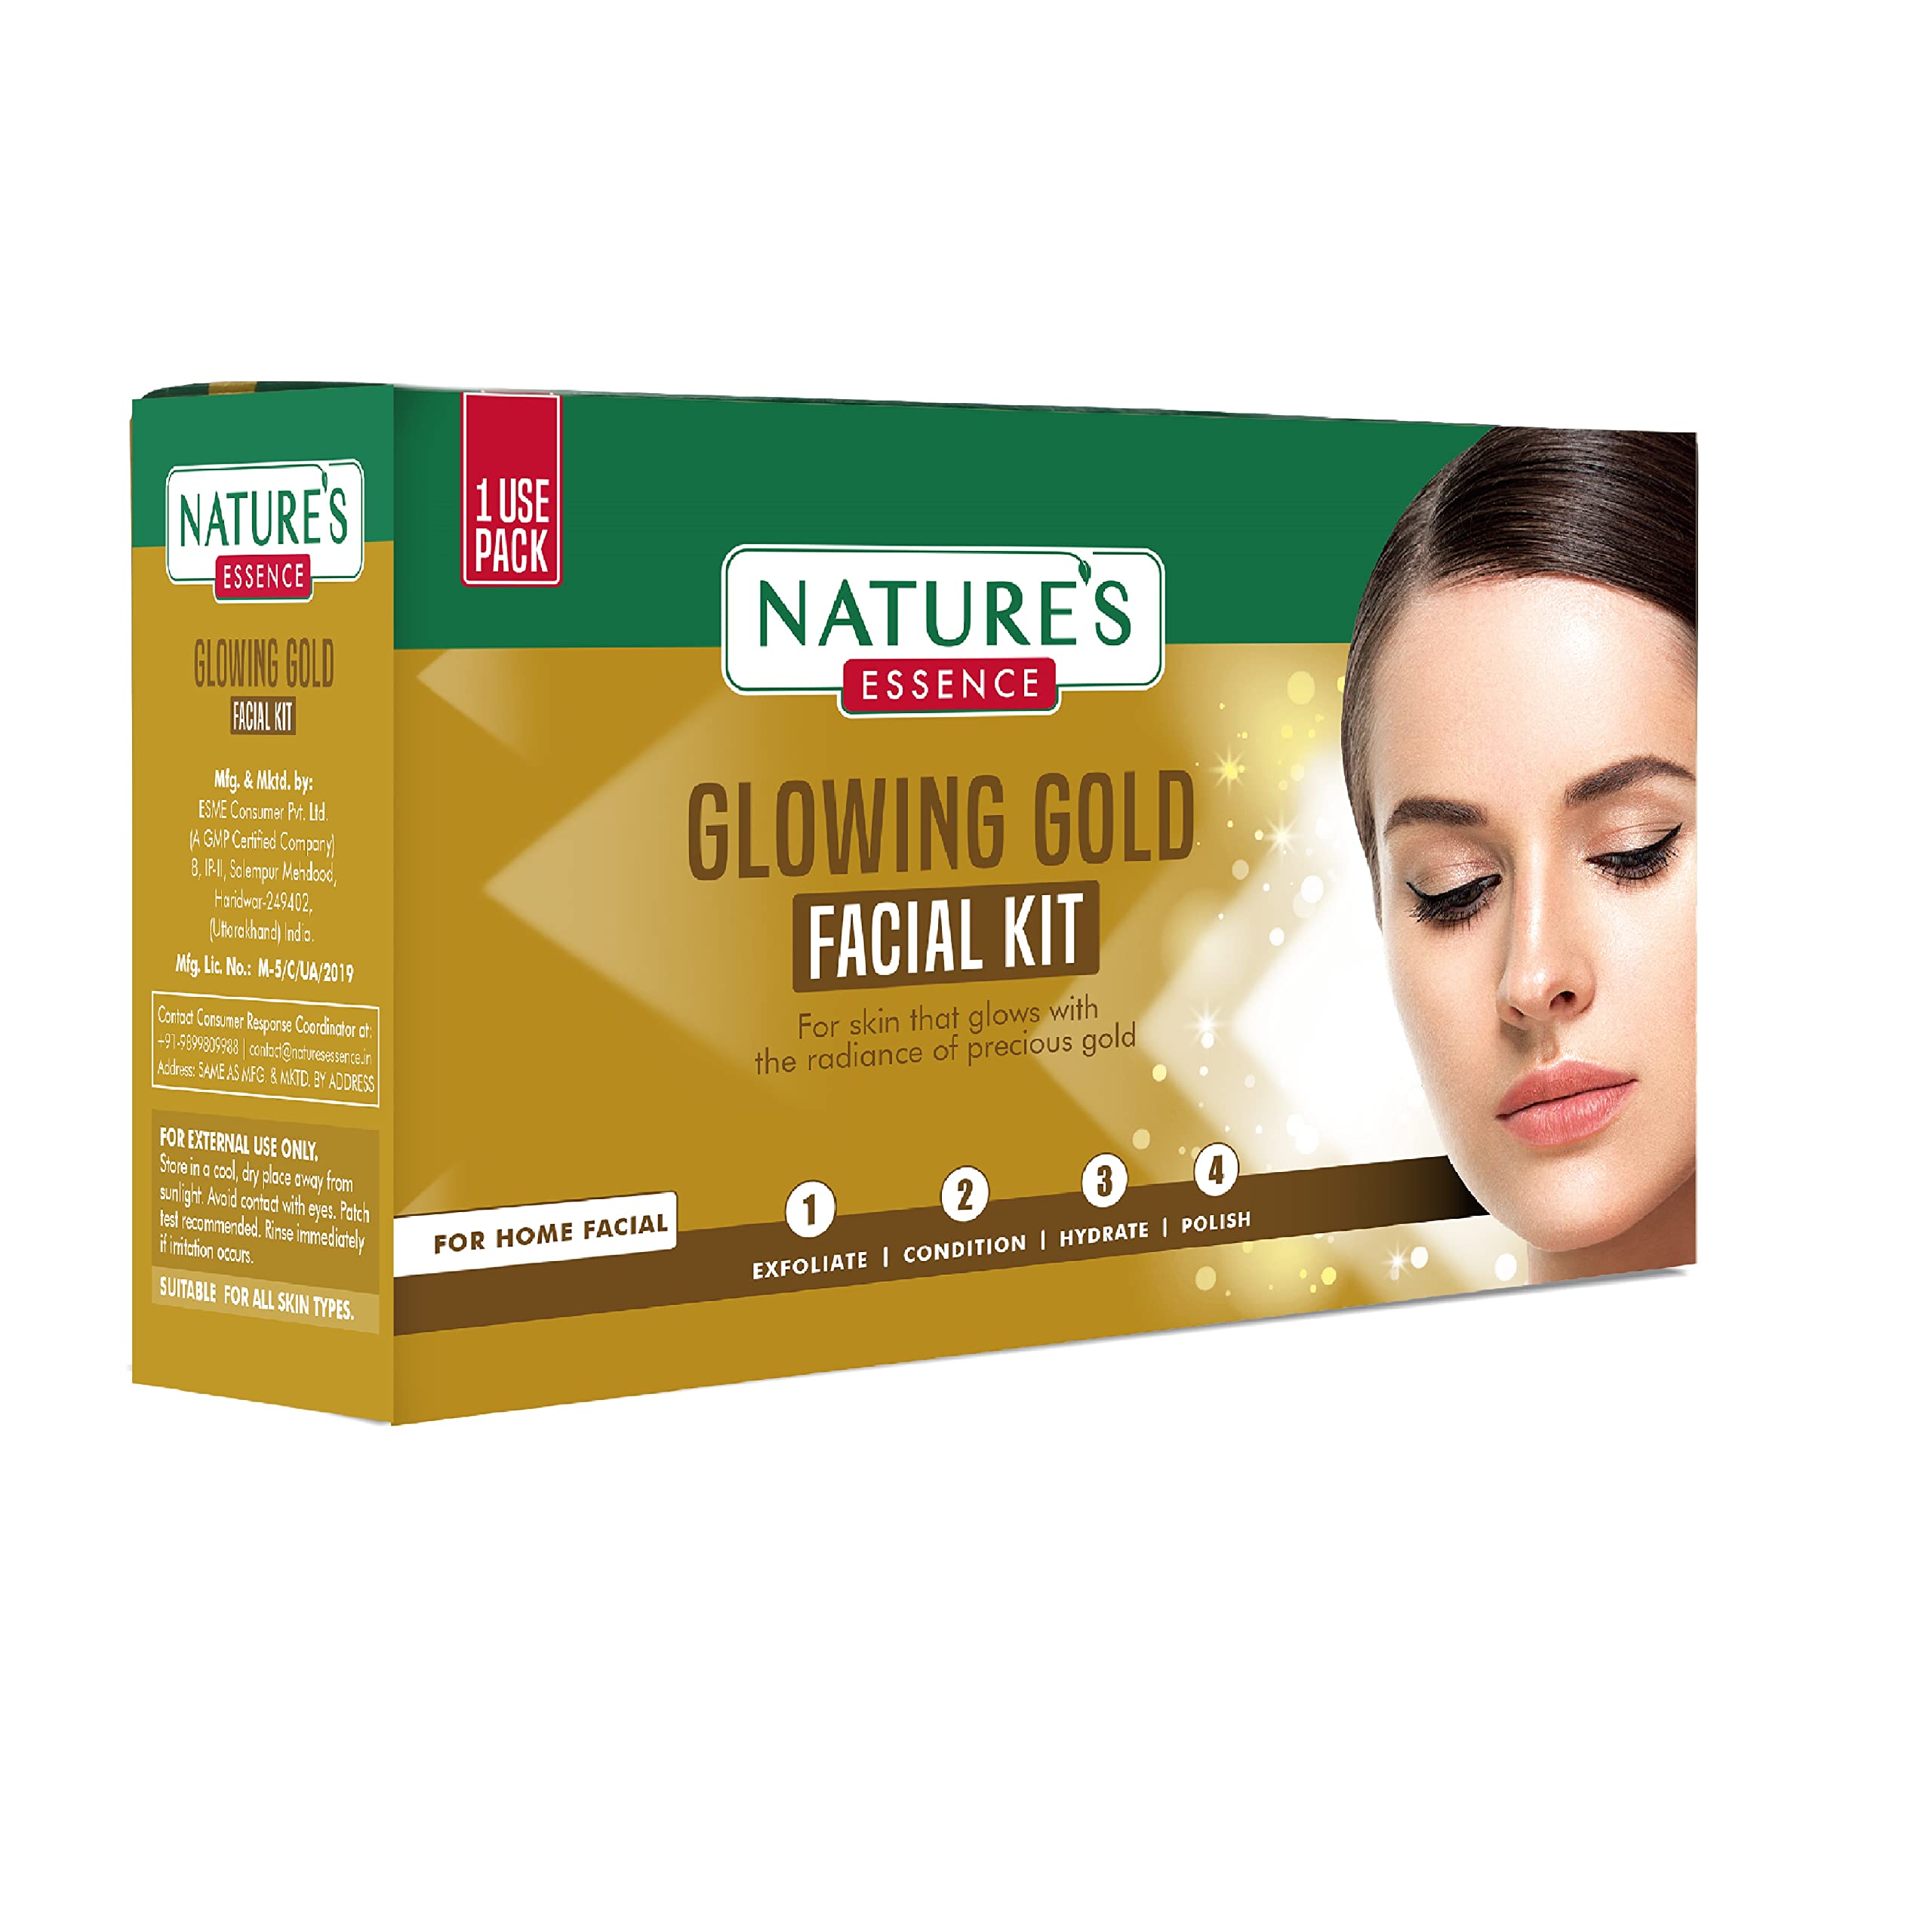 NATURE'S
ESSENCE
GLOWING GOLD
FACIAL KIT
Mfg. & Mktd. by:
ESME Consumer Pvt. Ltd.
(A GMP Certified Company)
8, IP-II, Salempur Mehdood,
Haridwar-249402,
(Uttarakhand) India.
Mfg. Lic. No.: M-5/C/UA/2019
Contact Consumer Response Coordinator at:
+91-9899809988 | contact@naturesessence.in
Address: SAME AS MFG. & MKTD. BY ADDRESS
FOR EXTERNAL USE ONLY.
Store in a cool, dry place away from
sunlight. Avoid contact with eyes. Patch
test recommended. Rinse immediately
if irritation occurs.
SUITABLE FOR ALL SKIN TYPES.
1 USE
PACK
NATURE'S
ESSENCE
GLOWING GOLD
FACIAL KIT
For skin that glows with
the radiance of precious gold
FOR HOME FACIAL
1 2 3 4
EXFOLIATE | CONDITION | HYDRATE | POLISH